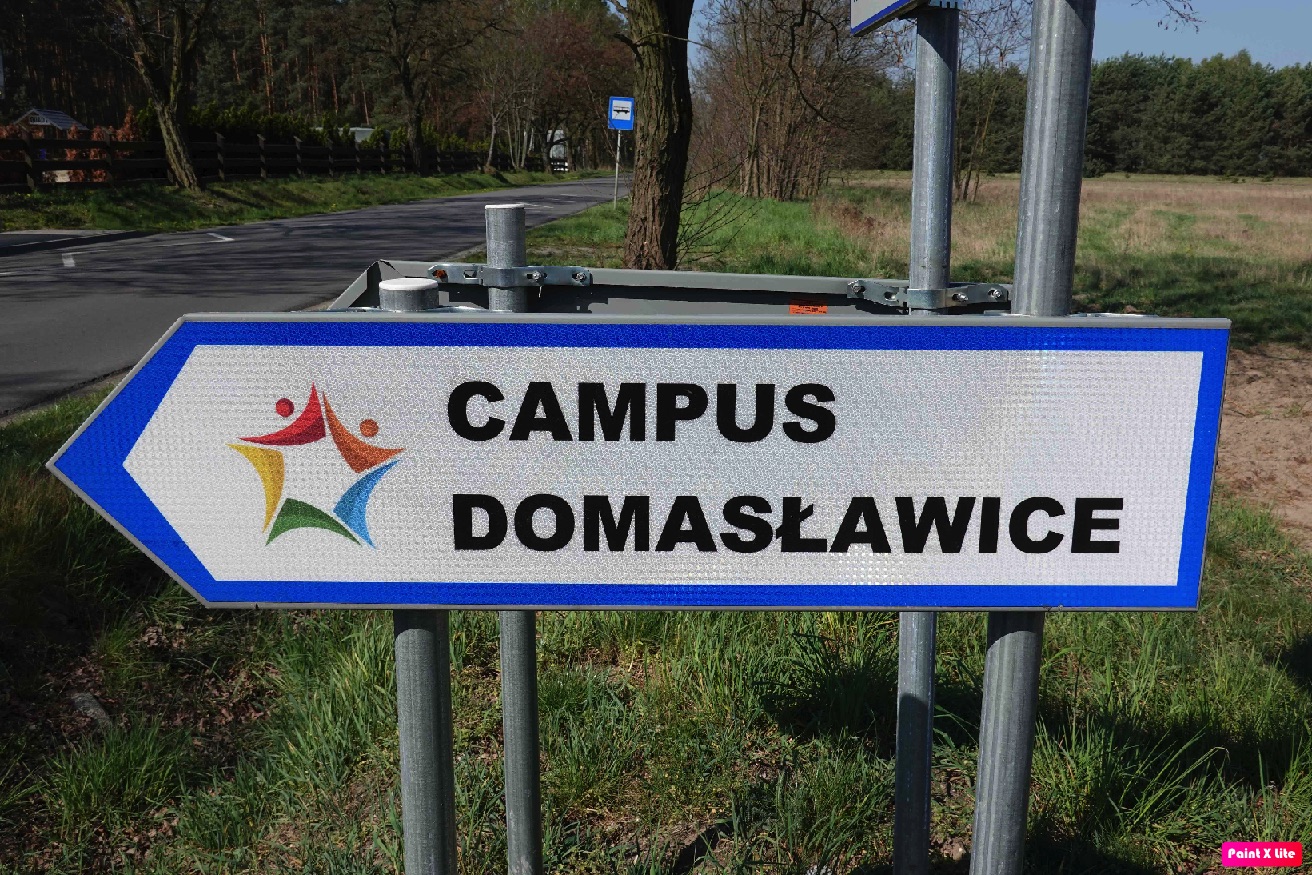 CAMPUS
DOMASŁAWICE
Paint X Lite